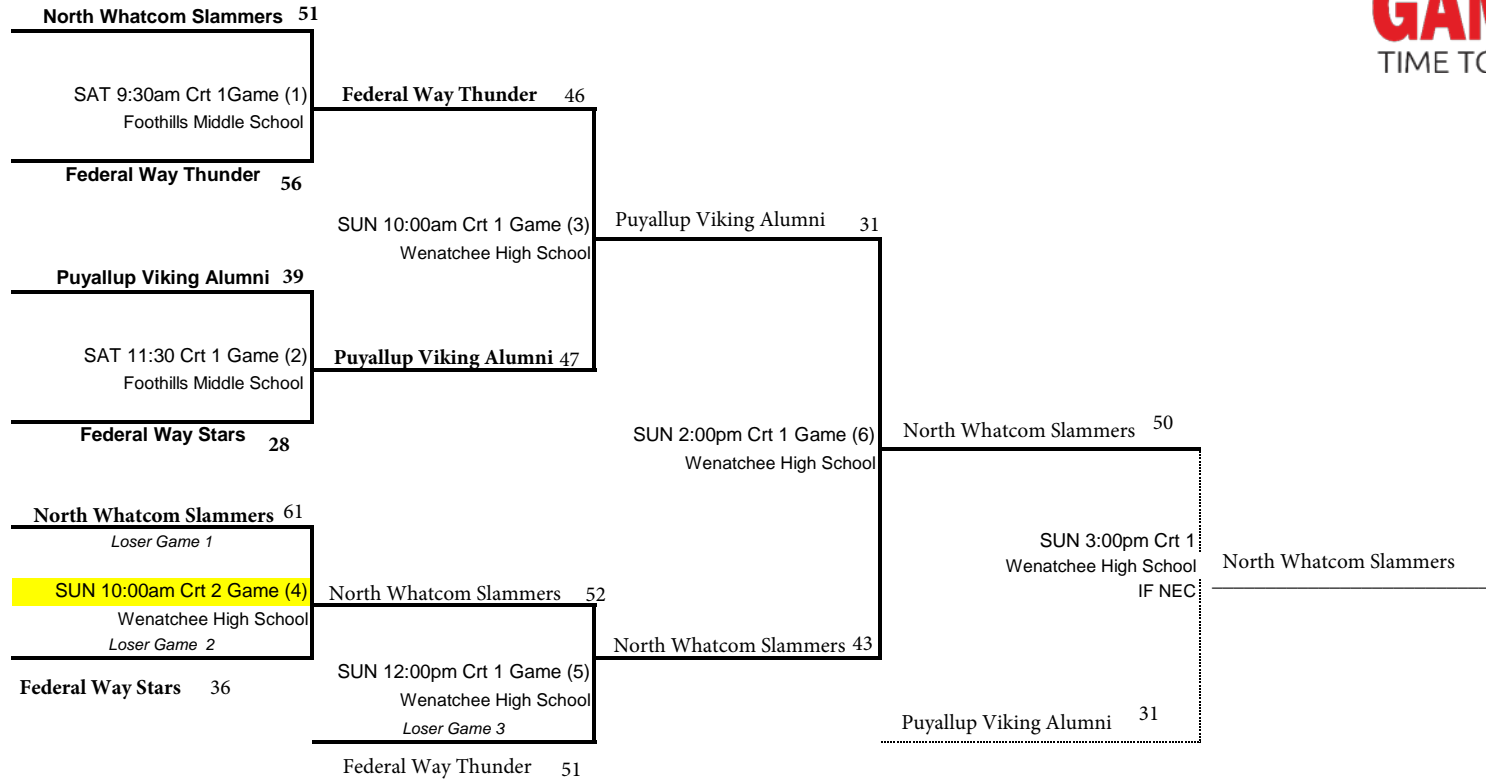 North Whatcom Slammers 51
SAT 9:30am Crt 1Game (1)
Foothills Middle School
Federal Way Thunder 56
Puyallup Viking Alumni 39
SAT 11:30 Crt 1 Game (2)
Foothills Middle School
Federal Way Stars 28
North Whatcom Slammers 61
Loser Game 1
SUN 10:00am Crt 2 Game (4)
Wenatchee High School
Loser Game 2
Federal Way Stars 36
Federal Way Thunder 46
SUN 10:00am Crt 1 Game (3)
Wenatchee High School
Puyallup Viking Alumni 47
North Whatcom Slammers 52
SUN 12:00pm Crt 1 Game (5)
Wenatchee High School
Loser Game 3
Federal Way Thunder 51
Puyallup Viking Alumni 31
SUN 2:00pm Crt 1 Game (6)
Wenatchee High School
North Whatcom Slammers 43
North Whatcom Slammers 50
SUN 3:00pm Crt 1
Wenatchee High School
IF NEC
Puyallup Viking Alumni 31
North Whatcom Slammers
TIME